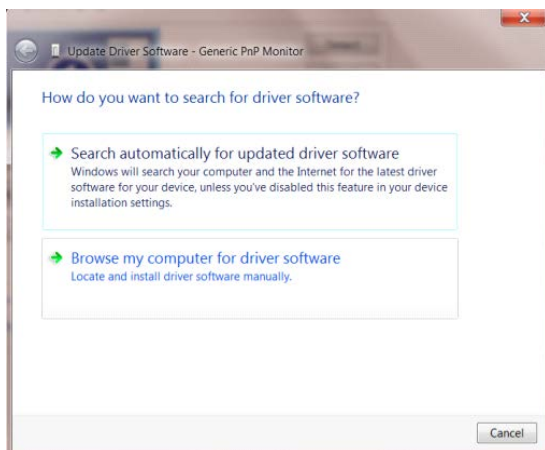 Update Driver Software - Generic PnP Monitor
How do you want to search for driver software?
Search automatically for updated driver software
Windows will search your computer and the Internet for the latest driver
software for your device, unless you've disabled this feature in your device
installation settings.
Browse my computer for driver software
Locate and install driver software manually.
Cancel